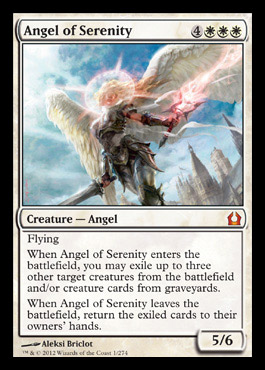 Angel of Serenity 4
Creature — Angel
Flying
When Angel of Serenity enters the
battlefield, you may exile up to three
other target creatures from the battlefield
and/or creature cards from graveyards.
When Angel of Serenity leaves the
battlefield, return the exiled cards to their
owners' hands.
5/6
Aleksi Briclot
™ & © 2012 Wizards of the Coast 1/274